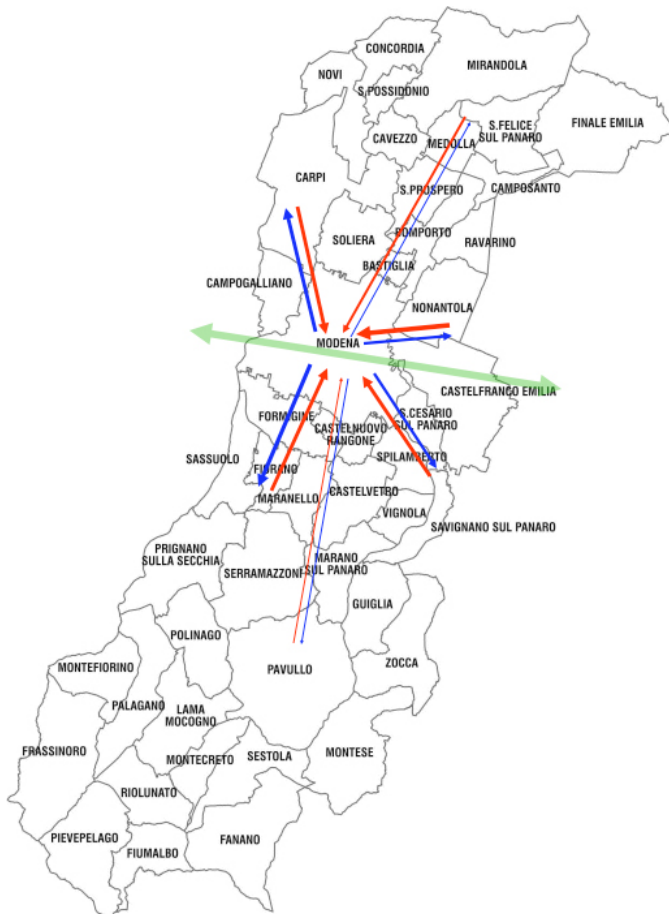 CONCORDIA
MIRANDOLA
NOVI
S.POSSIDONIO
FINALE EMILIA
S.FELICE
SUL PANARO
CAVEZZO
MEDOLLA
CARPI
S.PROSPERO
CAMPOSANTO
BOMPORTO
SOLIERA
RAVARINO
BASTIGLIA
CAMPOGALLIANO
NONANTOLA
MODENA
CASTELFRANCO EMILIA
FORMIGINE
S.CESARIO
SUL PANARO
CASTELNUOVO
RANGONE
SASSUOLO
SPILAMBERTO
FIORANO
CASTELVETRO
MARANELLO
VIGNOLA
SAVIGNANO SUL PANARO
PRIGNANO
SULLA SECCHIA
MARANO
SUL PANARO
SERRAMAZZONI
GUIGLIA
POLINAGO
ZOCCA
MONTEFIORINO
PAVULLO
PALAGANO
LAMA
MOCOGNO
FRASSINORO
MONTECRETO
SESTOLA
MONTESE
RIOLUNATO
PIEVEPELAGO
FANANO
FIUMALBO